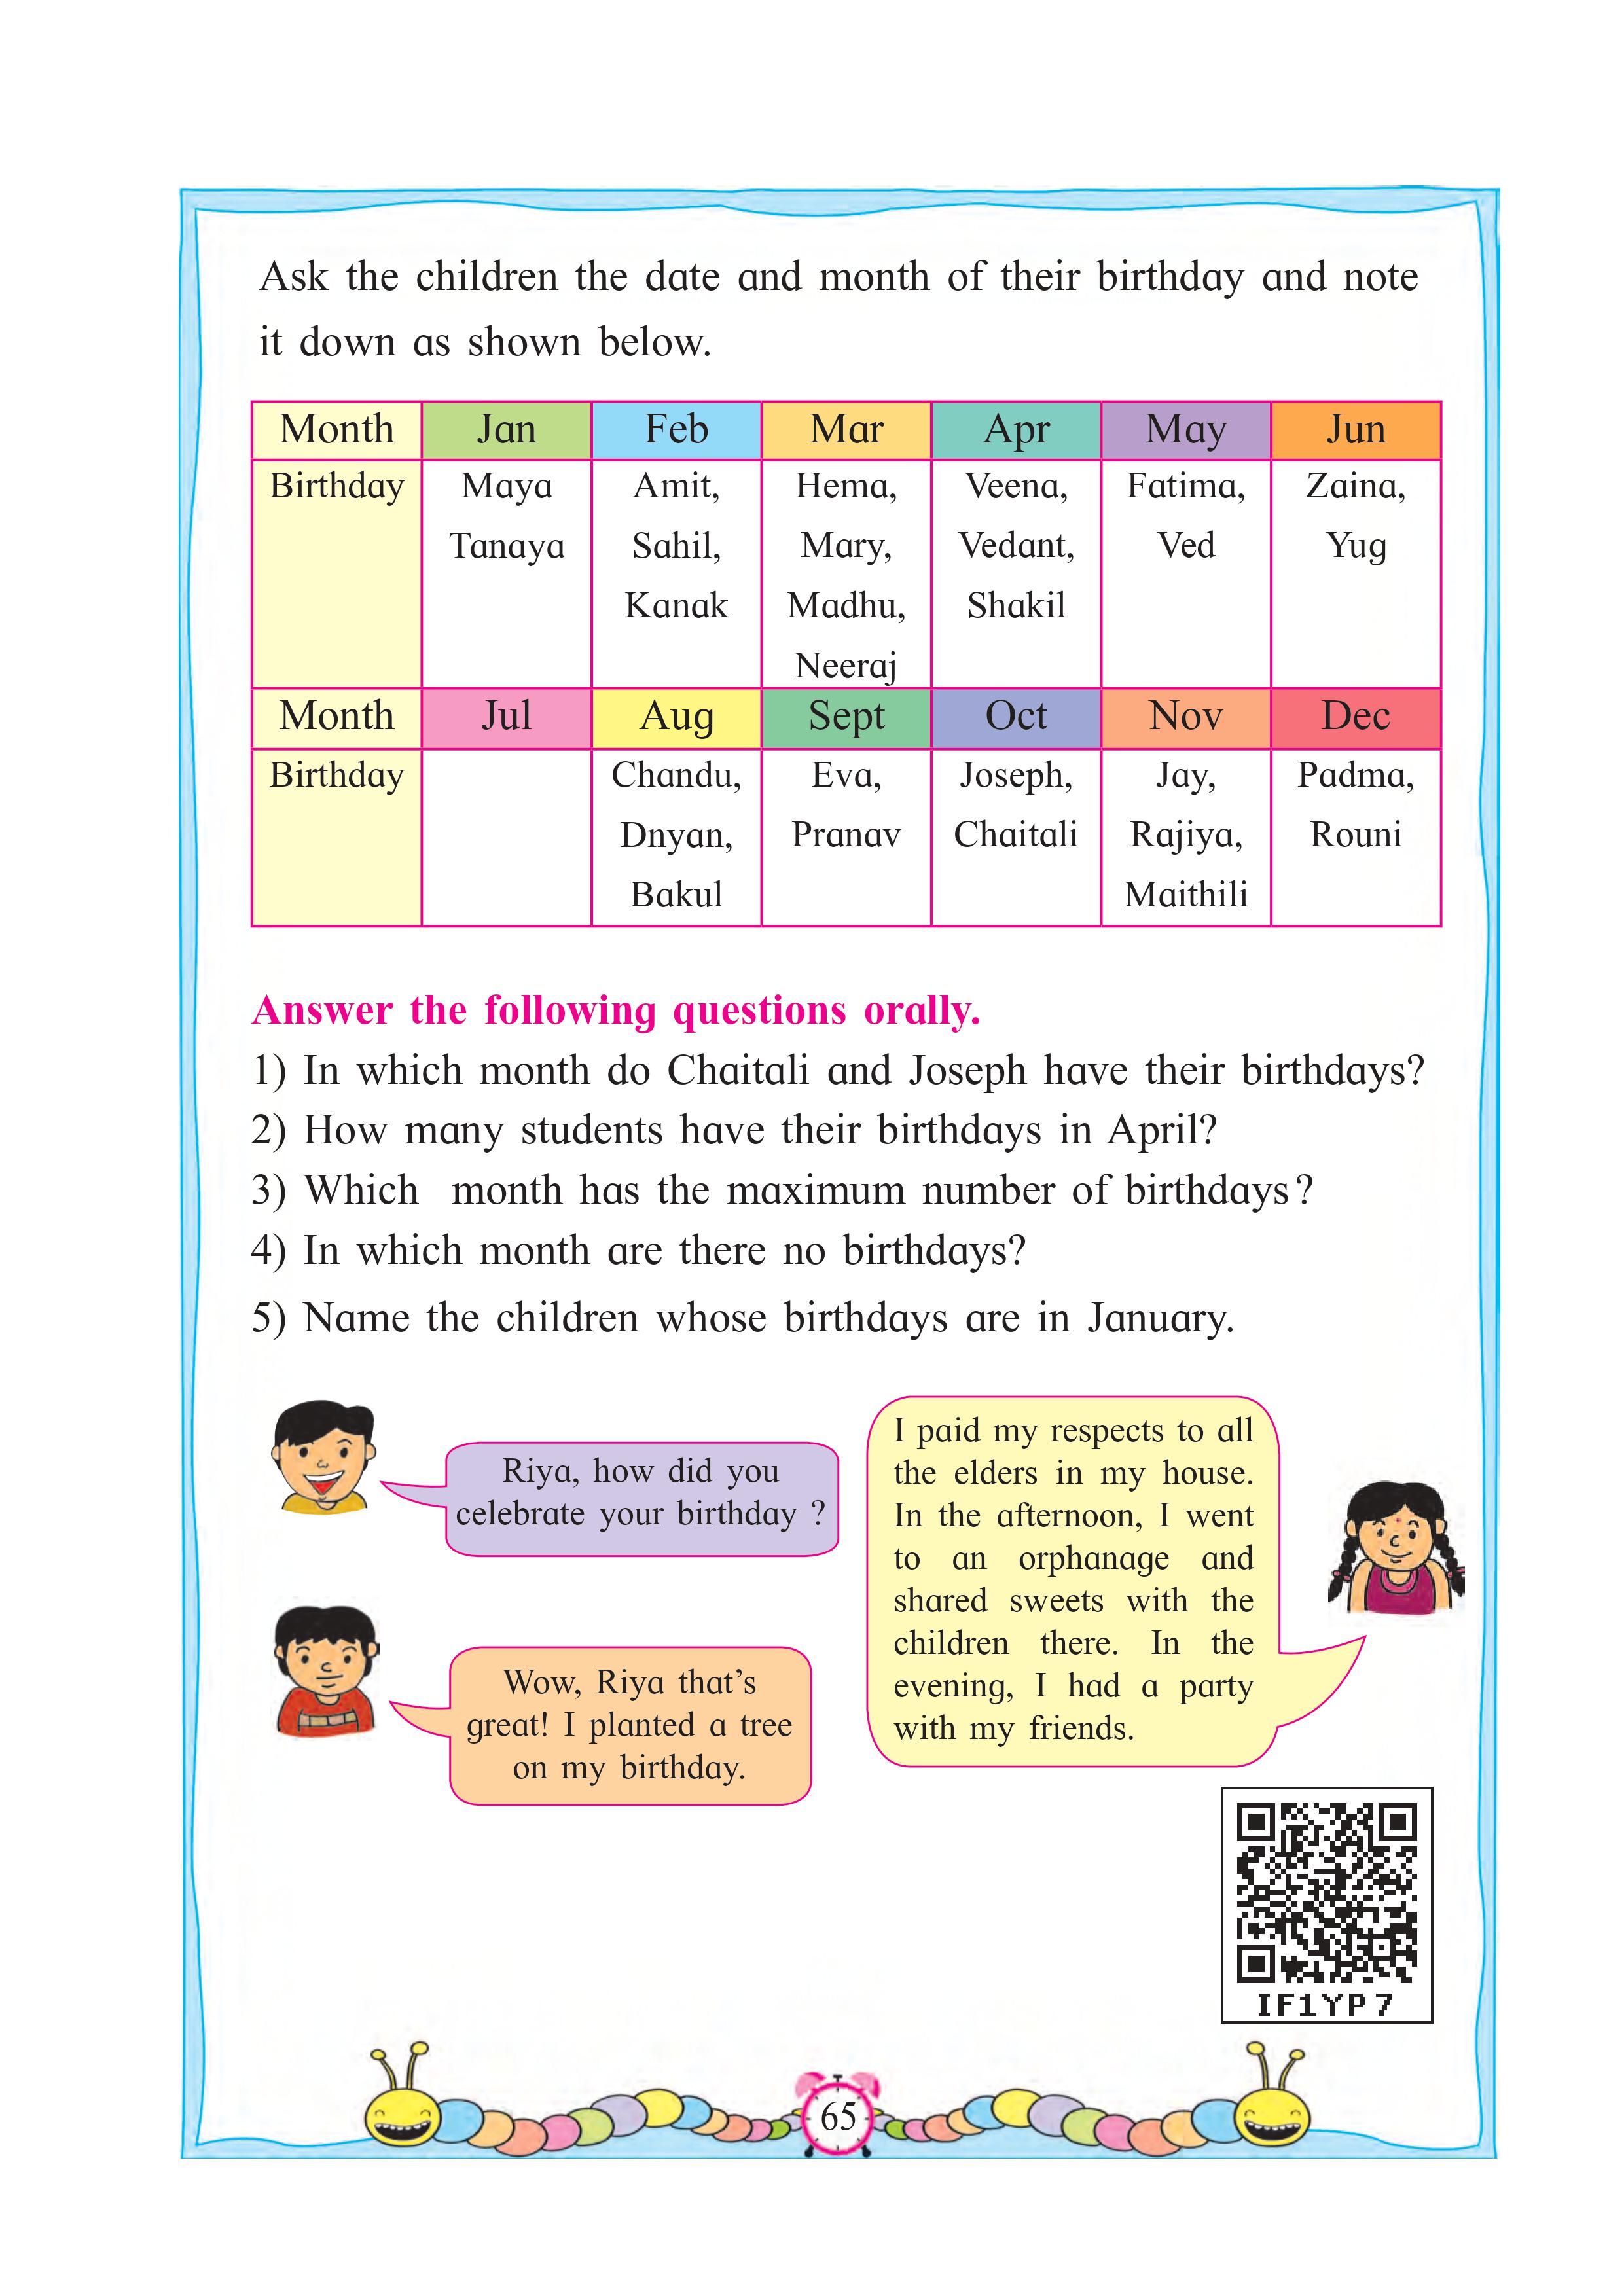 Ask the children the date and month of their birthday and note
it down as shown below.
Month Jan Feb Mar Apr May Jun
Birthday Maya Amit, Hema, Veena, Fatima, Zaina,
Tanaya Sahil, Mary, Vedant, Ved Yug
Kanak Madhu, Shakil
Neeraj
Month Jul Aug Sept Oct Nov Dec
Birthday Chandu, Eva, Joseph, Jay, Padma,
Dnyan, Pranav Chaitali Rajiya, Rouni
Bakul Maithili
Answer the following questions orally.
1) In which month do Chaitali and Joseph have their birthdays?
2) How many students have their birthdays in April?
3) Which month has the maximum number of birthdays?
4) In which month are there no birthdays?
5) Name the children whose birthdays are in January.
Riya, how did you
celebrate your birthday ?
I paid my respects to all
the elders in my house.
In the afternoon, I went
to an orphanage and
shared sweets with the
children there. In the
evening, I had a party
with my friends.
Wow, Riya that's
great! I planted a tree
on my birthday.
IF1YP7
65